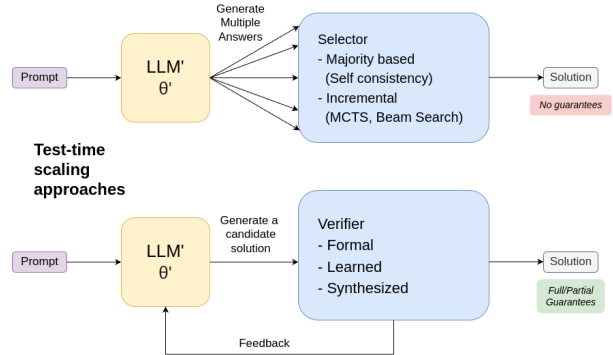 Generate
Multiple
Answers
Prompt
LLM'
θ'
Selector
- Majority based
(Self consistency)
- Incremental
(MCTS, Beam Search)
Solution
No guarantees
Test-time
scaling
approaches
Prompt
LLM'
θ'
Generate a
candidate
solution
Verifier
- Formal
- Learned
- Synthesized
Solution
Full/Partial
Guarantees
Feedback